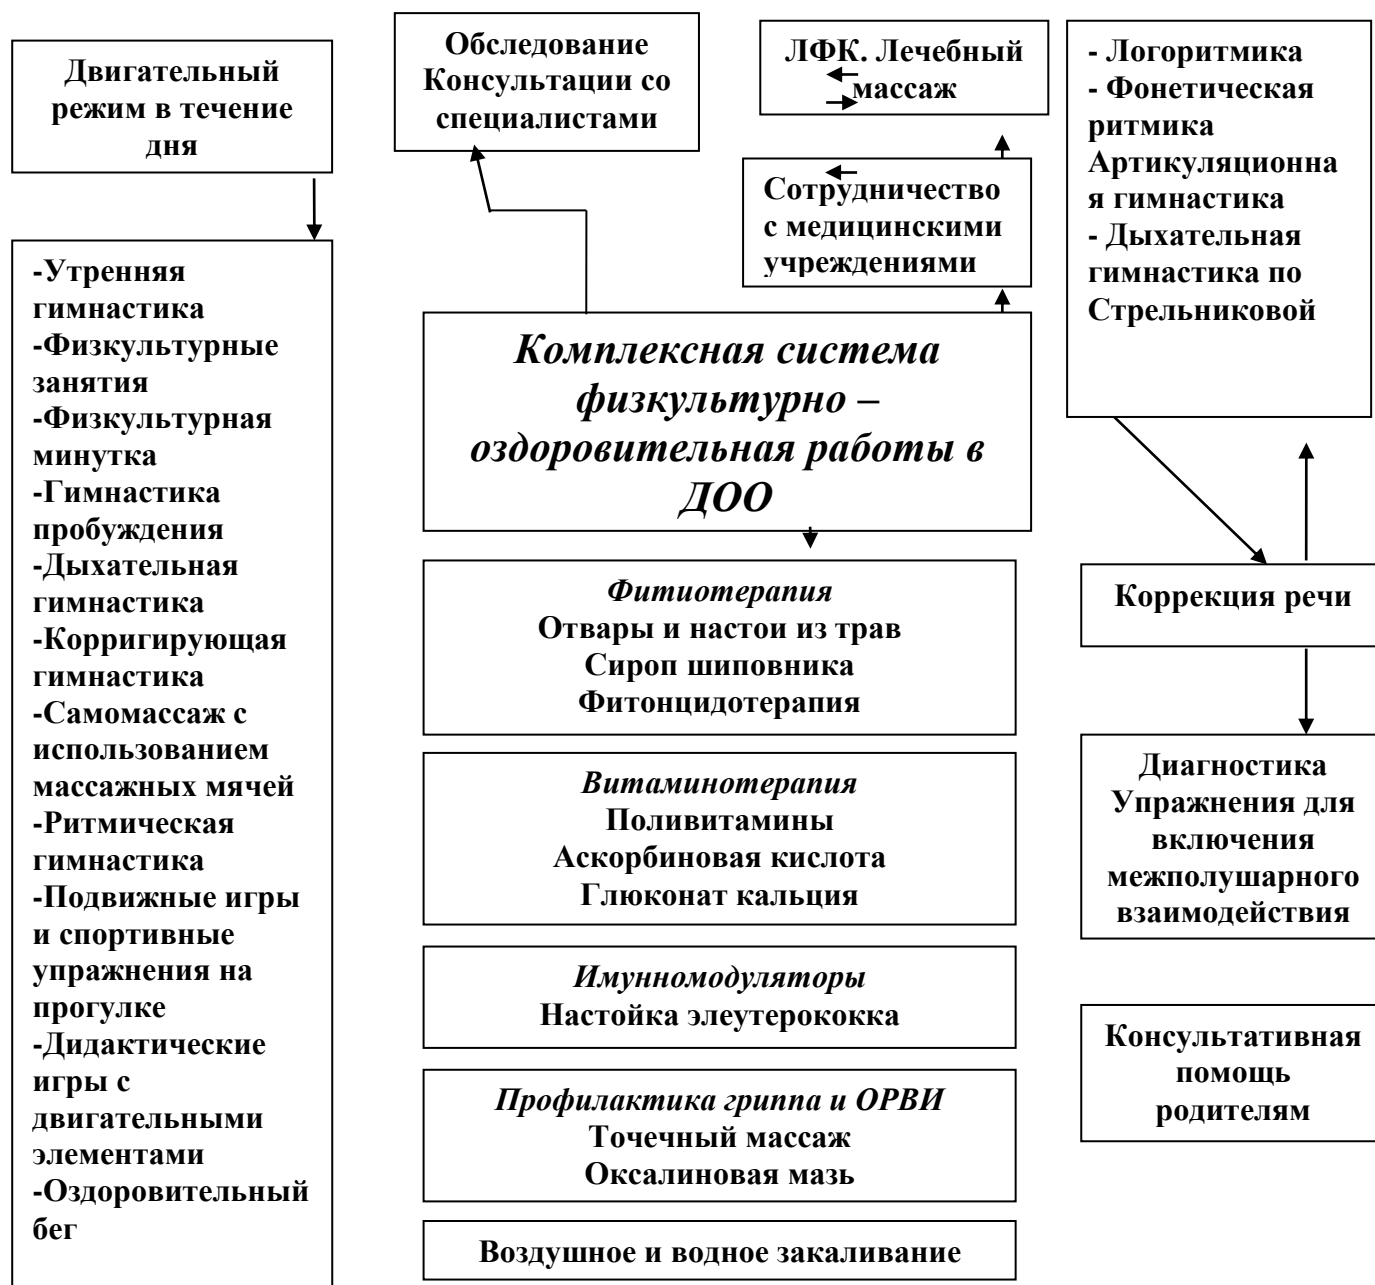 Двигательный
режим в течение
дня
Обследование
Консультации со
специалистами
ЛФК. Лечебный
массаж
- Логоритмика
- Фонетическая
ритмика
Артикуляционна
я гимнастика
- Дыхательная
гимнастика по
Стрельниковой
Сотрудничество
с медицинскими
учреждениями
-Утренняя
гимнастика
-Физкультурные
занятия
-Физкультурная
минутка
-Гимнастика
пробуждения
-Дыхательная
гимнастика
-Корригирующая
гимнастика
-Самомассаж с
использованием
массажных мячей
-Ритмическая
гимнастика
-Подвижные игры
и спортивные
упражнения на
прогулке
-Дидактические
игры с
двигательными
элементами
-Оздоровительный
бег
Комплексная система
физкультурно –
оздоровительная работы в
ДОО
Фитиотерапия
Отвары и настои из трав
Сироп шиповника
Фитонцидотерапия
Витаминотерапия
Поливитамины
Аскорбиновая кислота
Глюконат кальция
Имунномодуляторы
Настойка элеутерококка
Профилактика гриппа и ОРВИ
Точечный массаж
Оксалиновая мазь
Воздушное и водное закаливание
Коррекция речи
Диагностика
Упражнения для
включения
межполушарного
взаимодействия
Консультативная
помощь
родителям